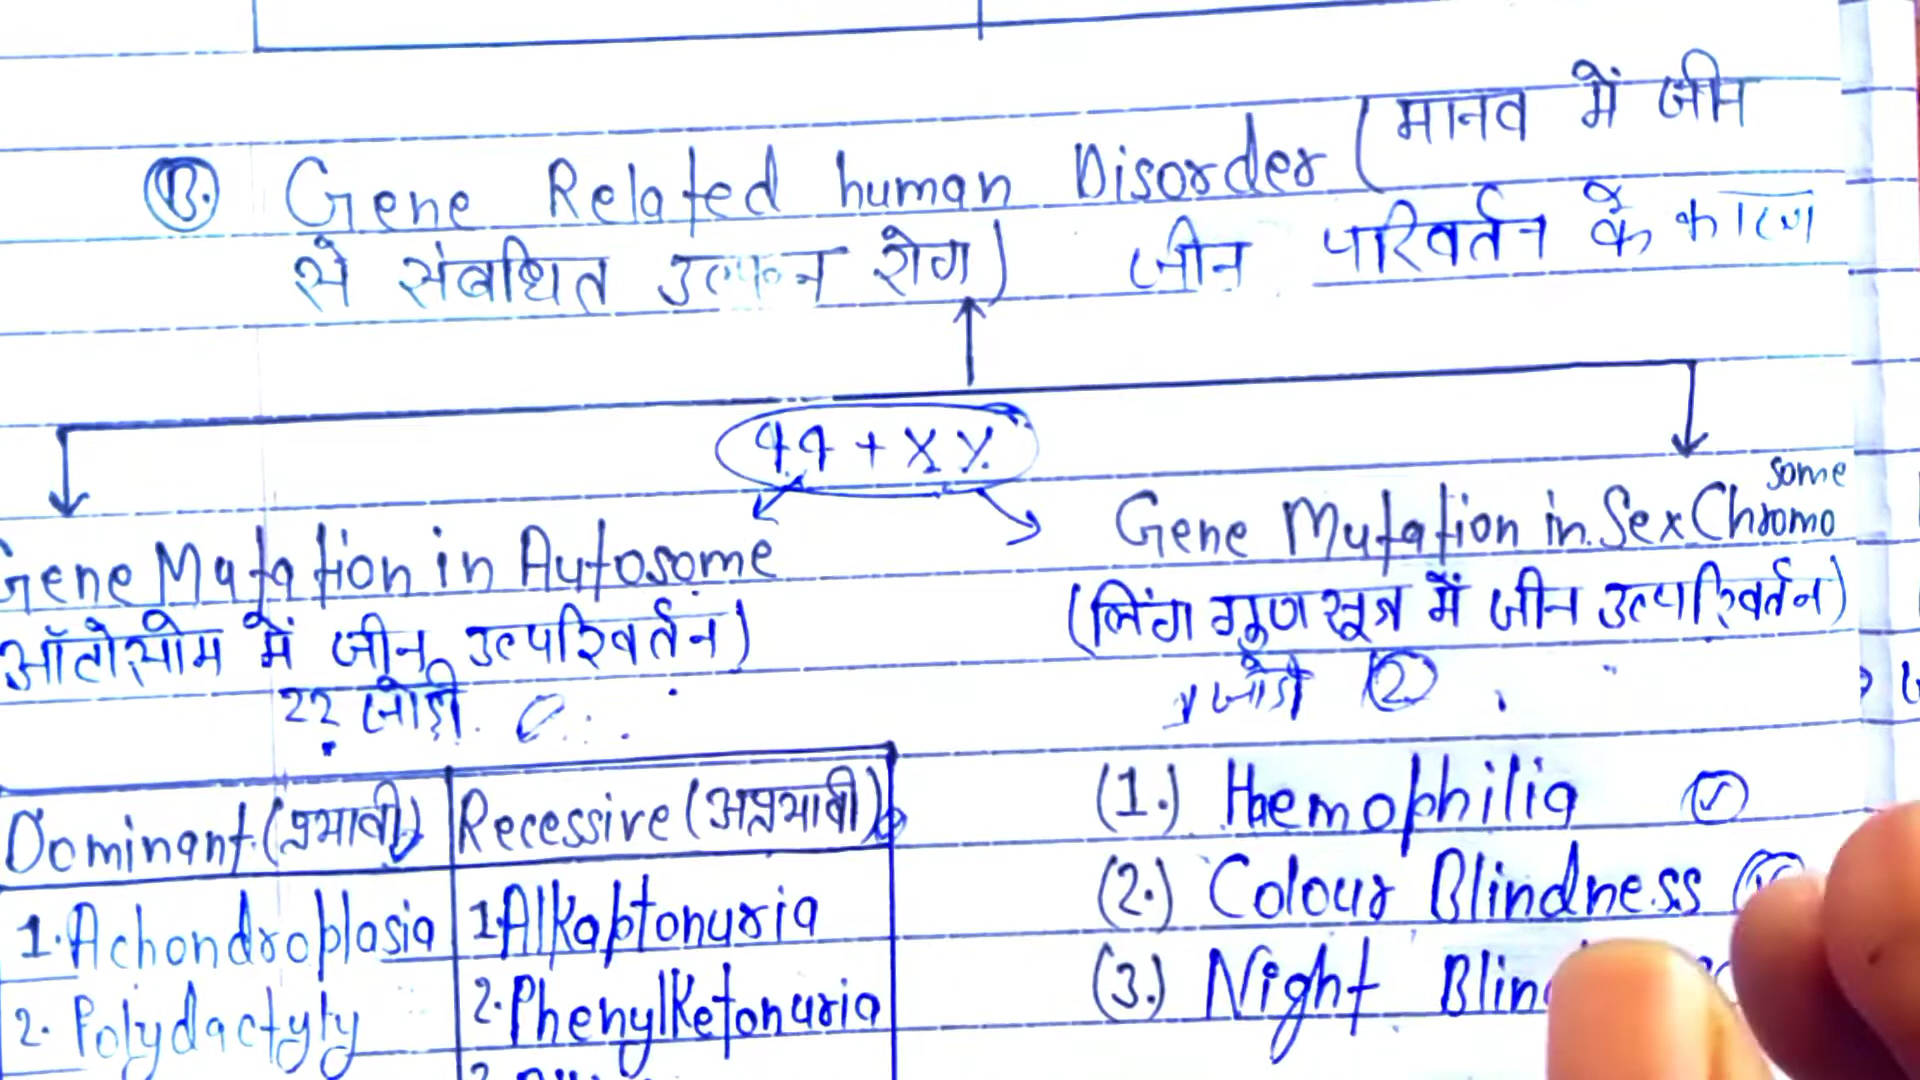 B. Gene Related human Disorder (मानव में जीन
से संबधित उत्पन्न रोग) जीन परिवर्तन के कारण
44 + XY
Gene Mutation in Autosome
ऑटोसोम में जीन उत्परिवर्तन)
22 जोड़ी
Gene Mutation in Sex Chromo
some
(लिंग गुणसूत्र में जीन उत्परिवर्तन)
1 जोडी 2
Dominant (प्रभावी) Recessive (अप्रभावी)
1. Achondroplasia 1. Alkaptonuria
2. Polydactyly 2. PhenylKetonuria
(1.) Haemophilia
(2.) Colour Blindness
(3.) Night